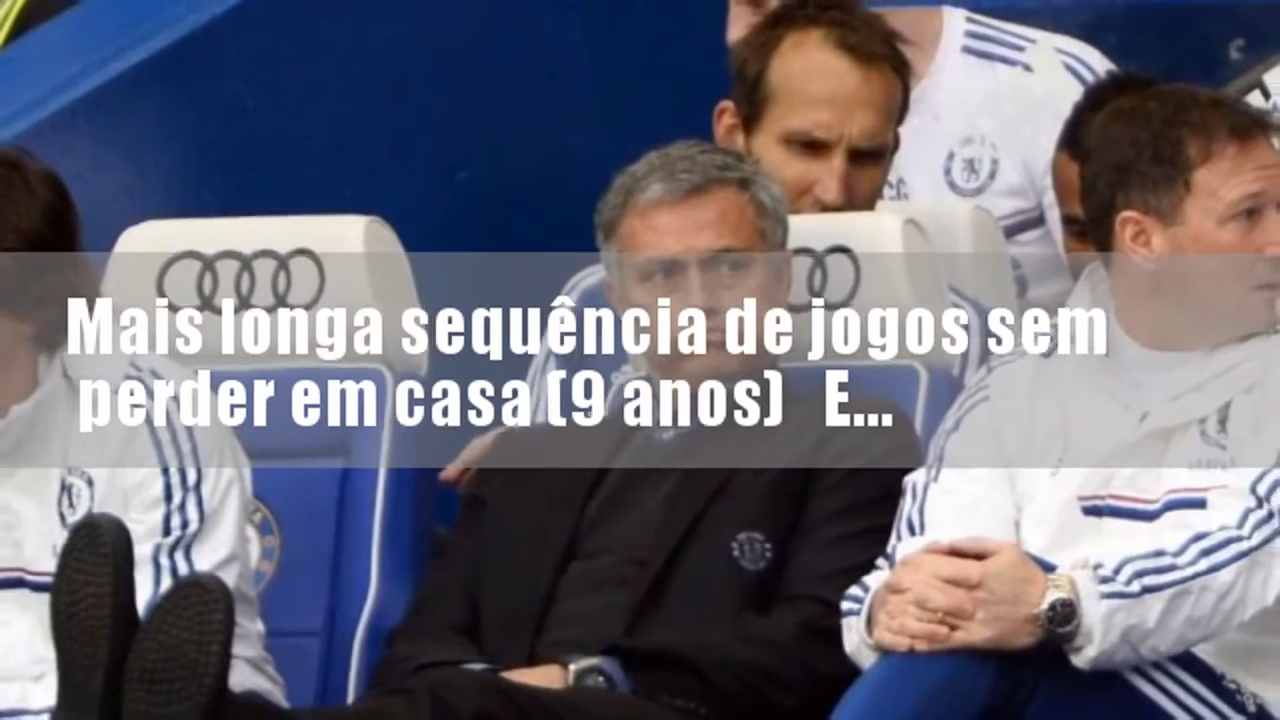 Mais longa sequência de jogos sem
perder em casa (9 anos) E...